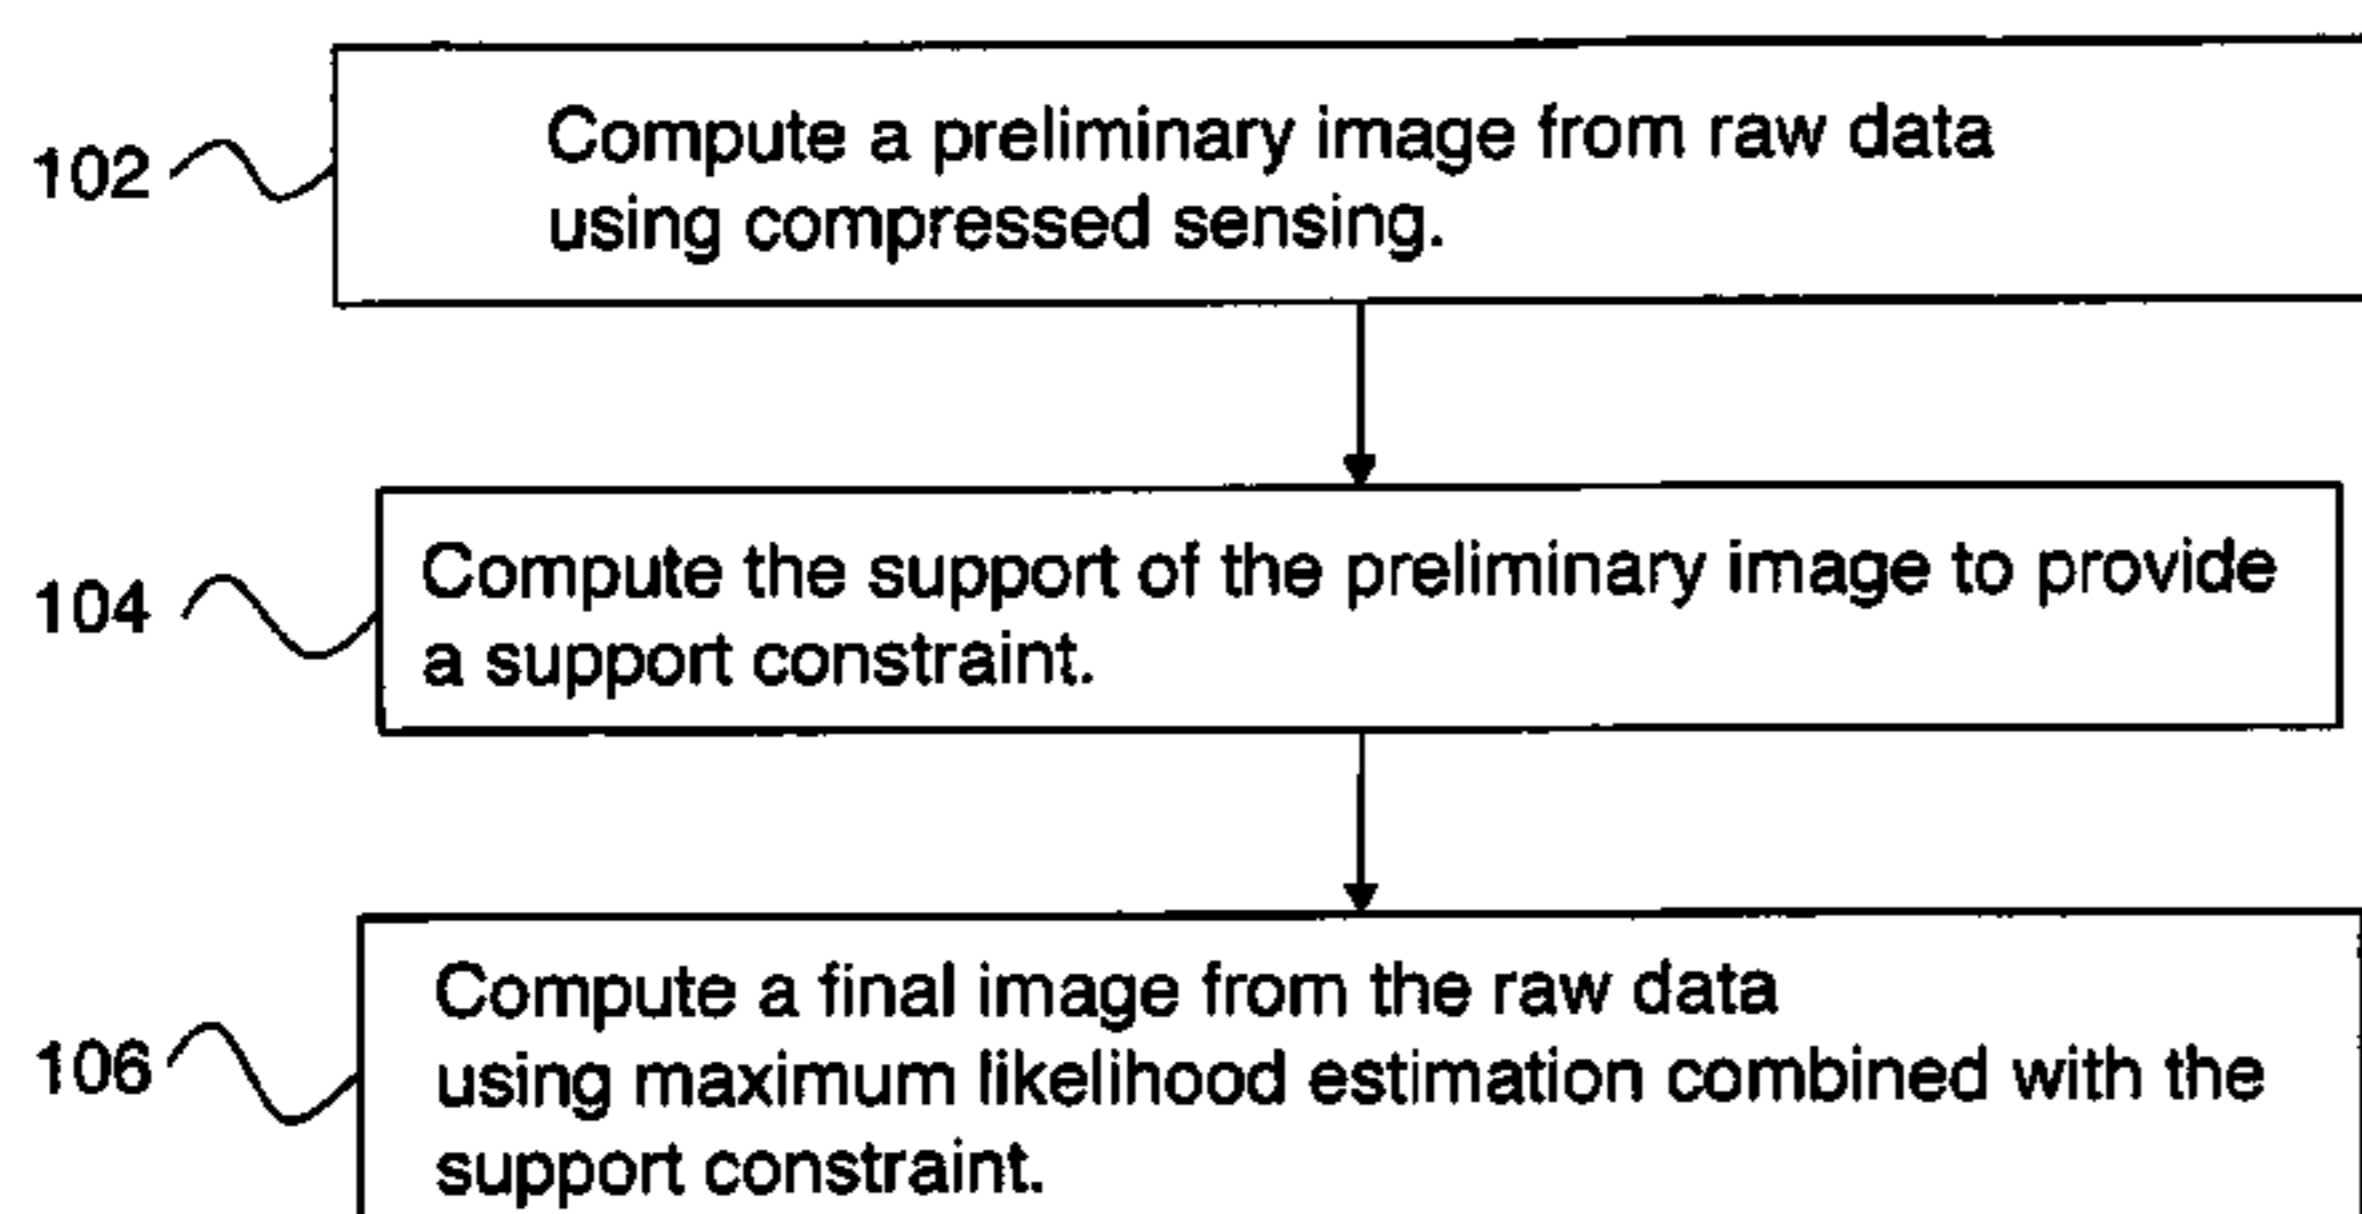 102
Compute a preliminary image from raw data
using compressed sensing.
104
Compute the support of the preliminary image to provide
a support constraint.
106
Compute a final image from the raw data
using maximum likelihood estimation combined with the
support constraint.